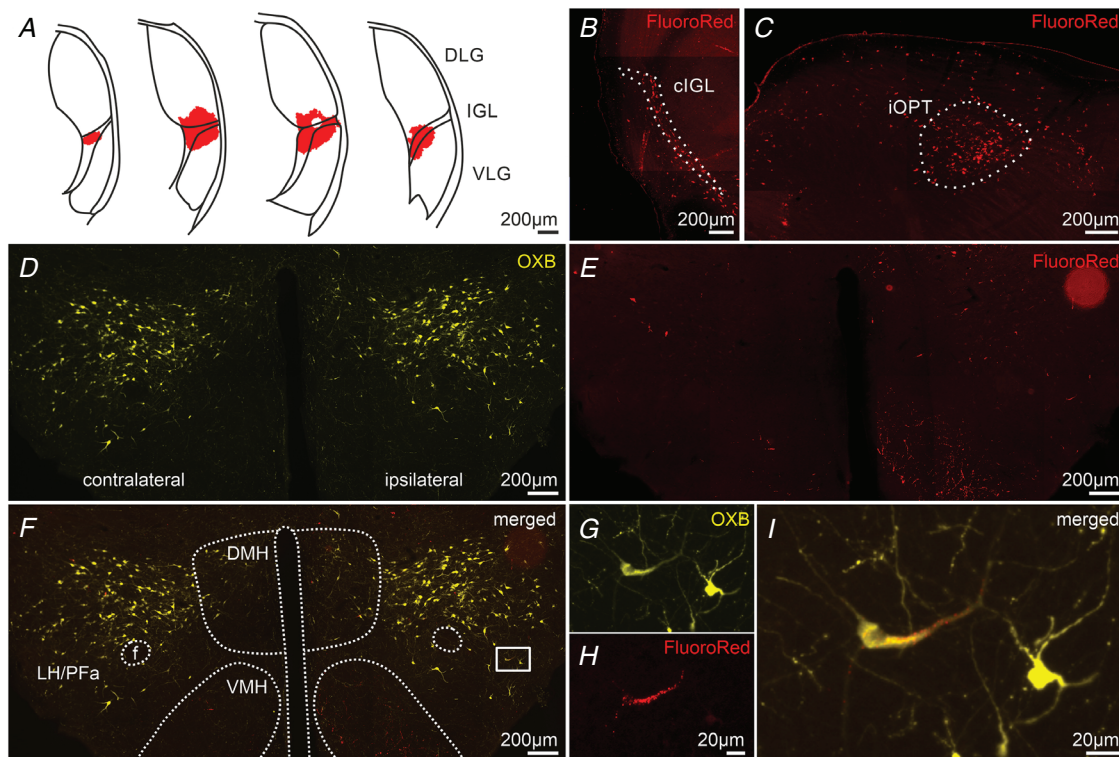 A
DLG
IGL
VLG
200µm
B
FluoroRed
cIGL
200µm
C
FluoroRed
iOPT
200µm
D
OXB
contralateral
ipsilateral
200µm
E
FluoroRed
200µm
F
merged
DMH
f
LH/PFa
VMH
200µm
G
OXB
H
FluoroRed
20µm
I
merged
20µm